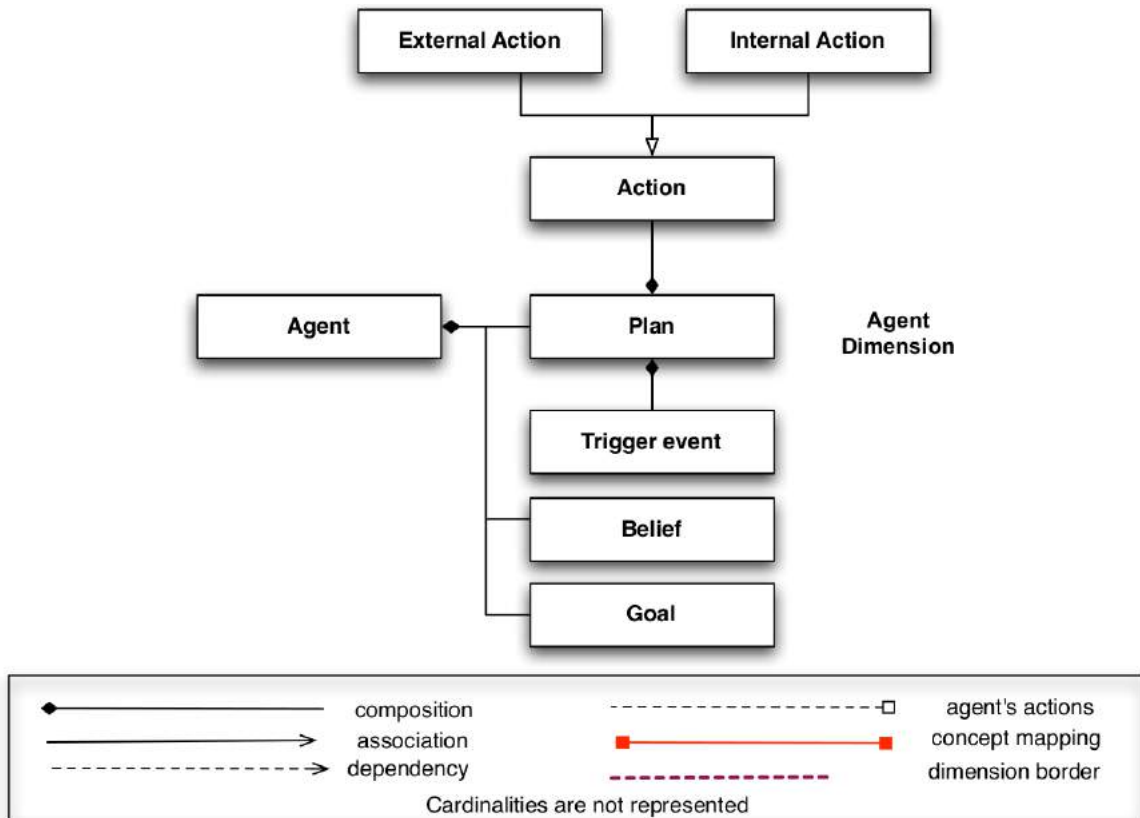 External Action
Internal Action
Action
Agent
Plan
Agent
Dimension
Trigger event
Belief
Goal
composition
agent's actions
association
concept mapping
dependency
dimension border
Cardinalities are not represented